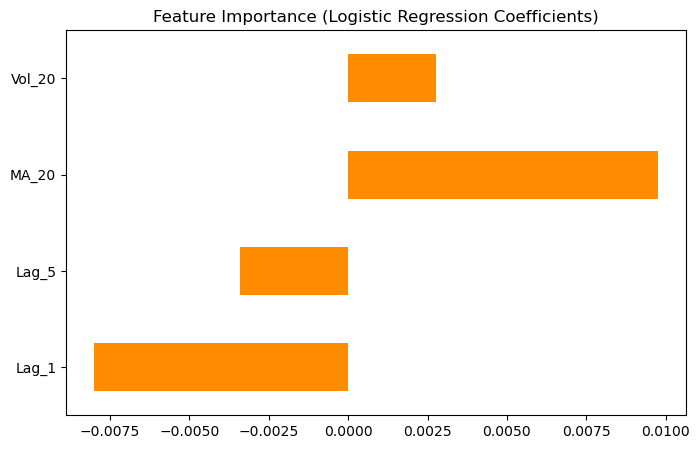 Feature Importance (Logistic Regression Coefficients)
Vol_20
MA_20
Lag_5
Lag_1
−0.0075 −0.0050 −0.0025 0.0000 0.0025 0.0050 0.0075 0.0100